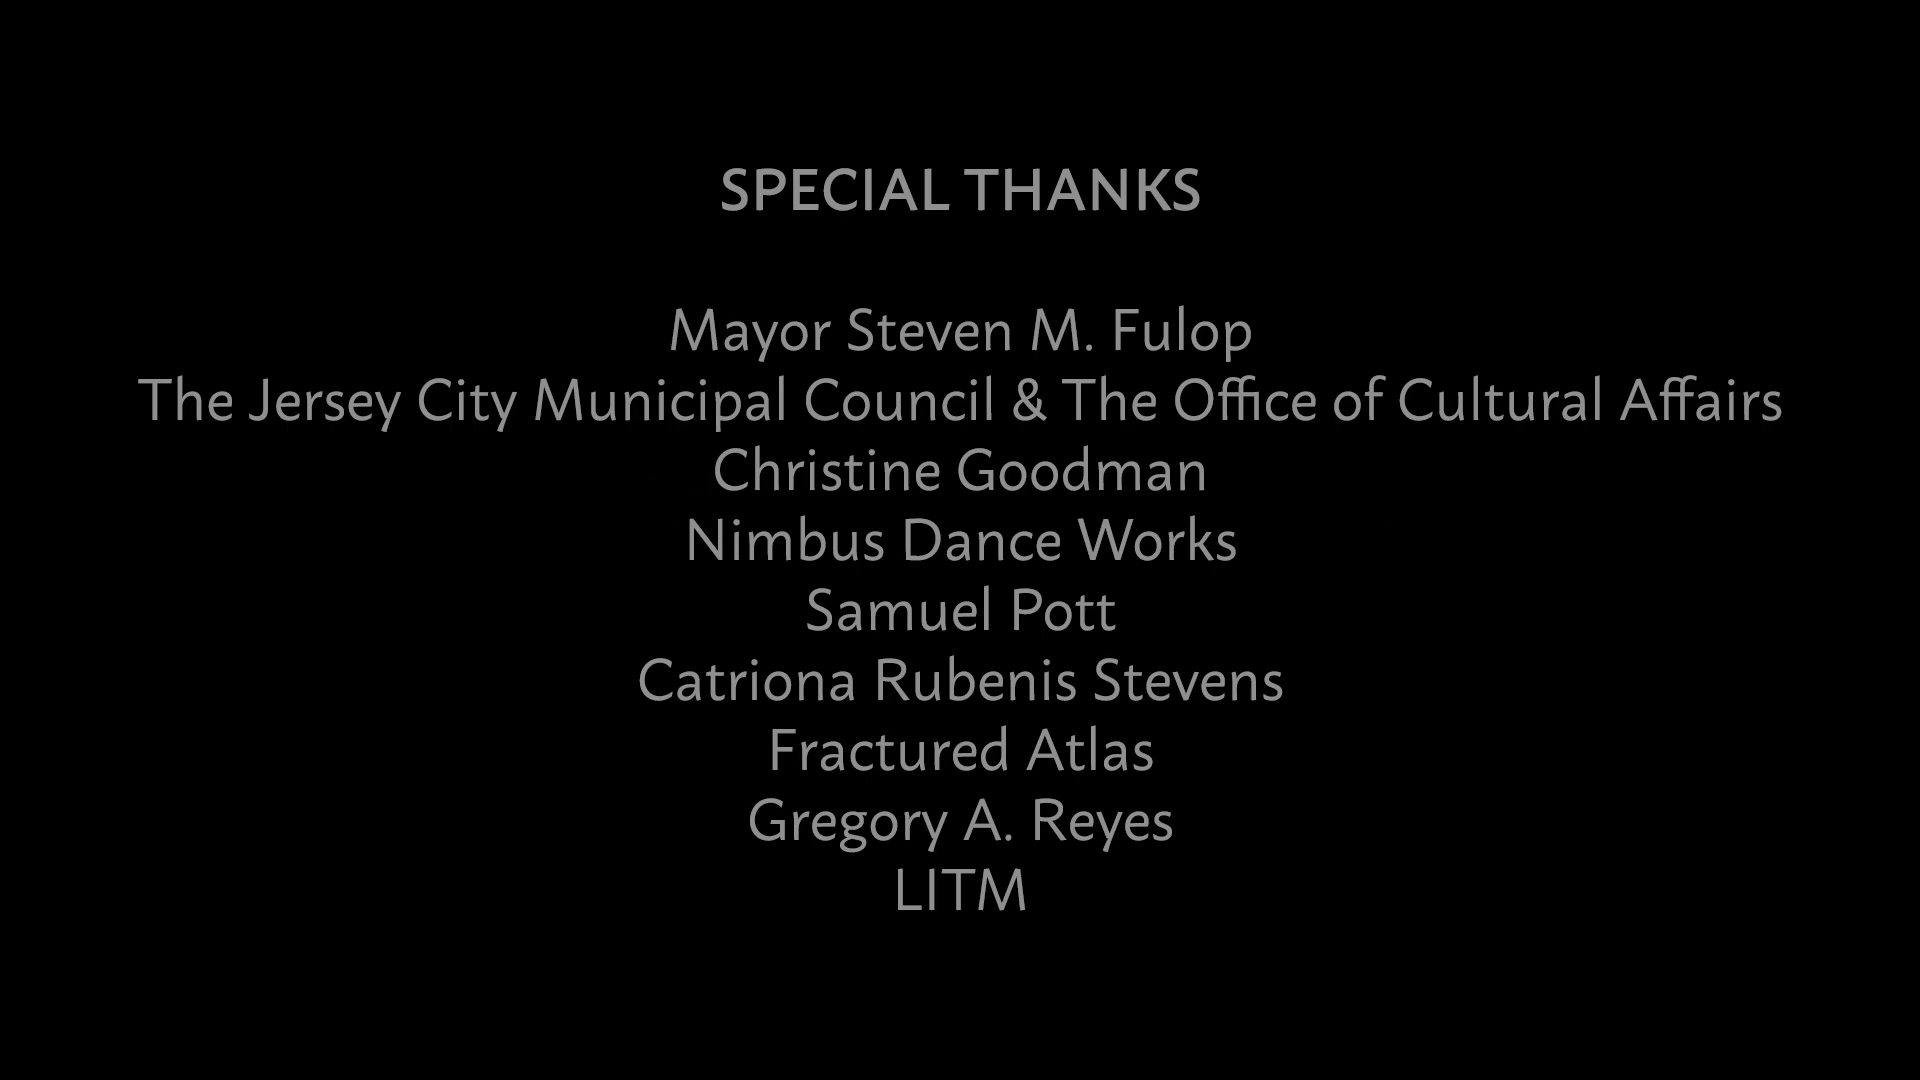 SPECIAL THANKS
Mayor Steven M. Fulop
The Jersey City Municipal Council & The Office of Cultural Affairs
Christine Goodman
Nimbus Dance Works
Samuel Pott
Catriona Rubenis Stevens
Fractured Atlas
Gregory A. Reyes
LITM